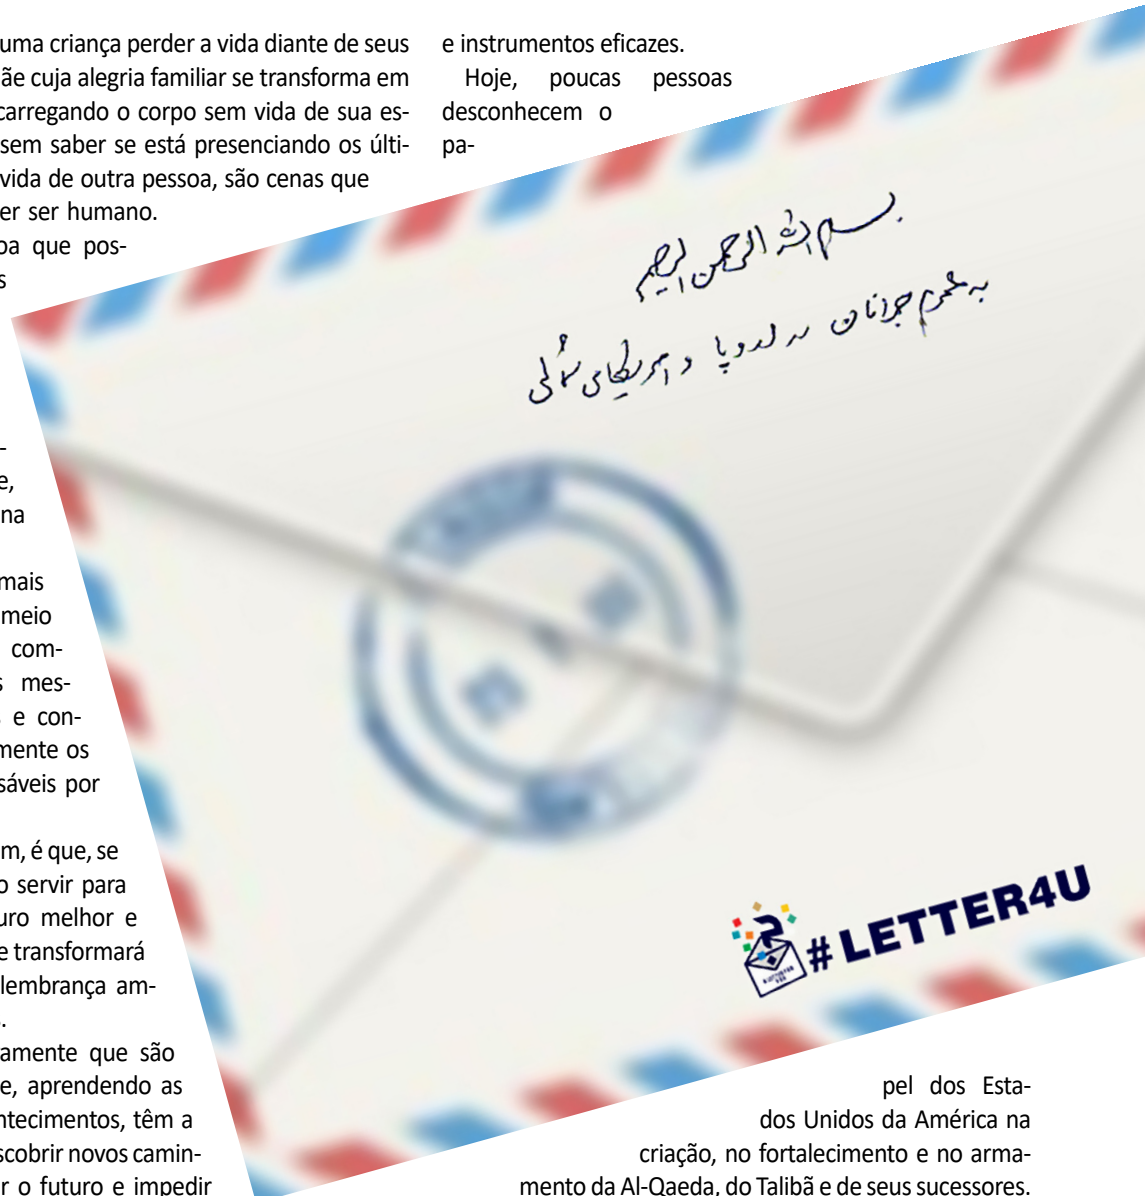 uma criança perder a vida diante de seus
ãe cuja alegria familiar se transforma em
carregando o corpo sem vida de sua es-
sem saber se está presenciando os últi-
vida de outra pessoa, são cenas que
er ser humano.
oa que pos-
s
-
e,
na
mais
meio
com-
s mes-
s e con-
mente os
sáveis por
m, é que, se
o servir para
uro melhor e
e transformará
lembrança am-
s.
amente que são
e, aprendendo as
ntecimentos, têm a
scobrir novos camin-
r o futuro e impedir
e instrumentos eficazes.
Hoje, poucas pessoas
desconhecem o
pa-
بسم الله الرحمن الرحیم
به عموم جوانان در اروپا و امریکای شمالی
#LETTER4U
pel dos Esta-
dos Unidos da América na
criação, no fortalecimento e no arma-
mento da Al-Qaeda, do Talibã e de seus sucessores.